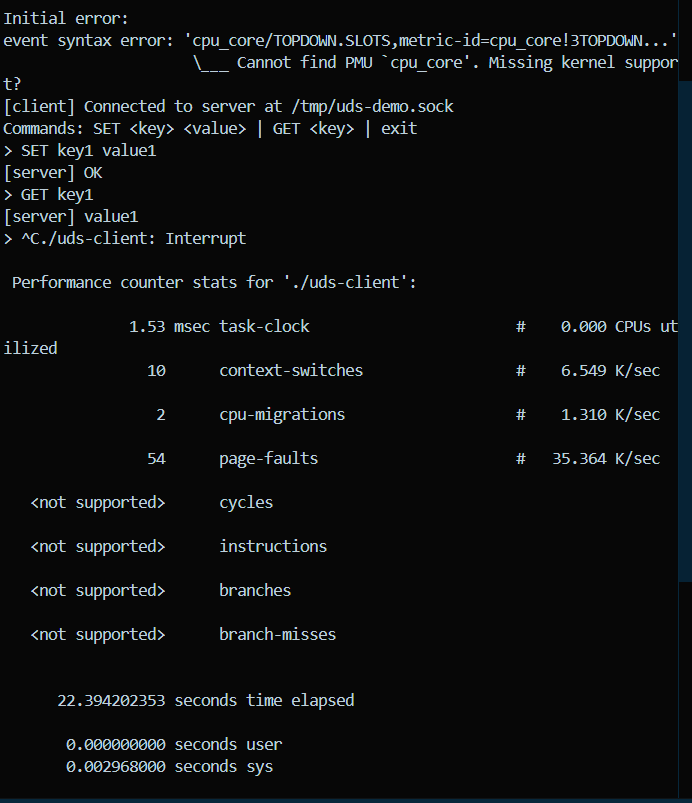 Initial error:
event syntax error: 'cpu_core/TOPDOWN.SLOTS,metric-id=cpu_core!3TOPDOWN...'
\___ Cannot find PMU `cpu_core'. Missing kernel suppor
t?
[client] Connected to server at /tmp/uds-demo.sock
Commands: SET <key> <value> | GET <key> | exit
> SET key1 value1
[server] OK
> GET key1
[server] value1
> ^C./uds-client: Interrupt
Performance counter stats for './uds-client':
1.53 msec task-clock # 0.000 CPUs ut
ilized
10 context-switches # 6.549 K/sec
2 cpu-migrations # 1.310 K/sec
54 page-faults # 35.364 K/sec
<not supported> cycles
<not supported> instructions
<not supported> branches
<not supported> branch-misses
22.394202353 seconds time elapsed
0.000000000 seconds user
0.002968000 seconds sys